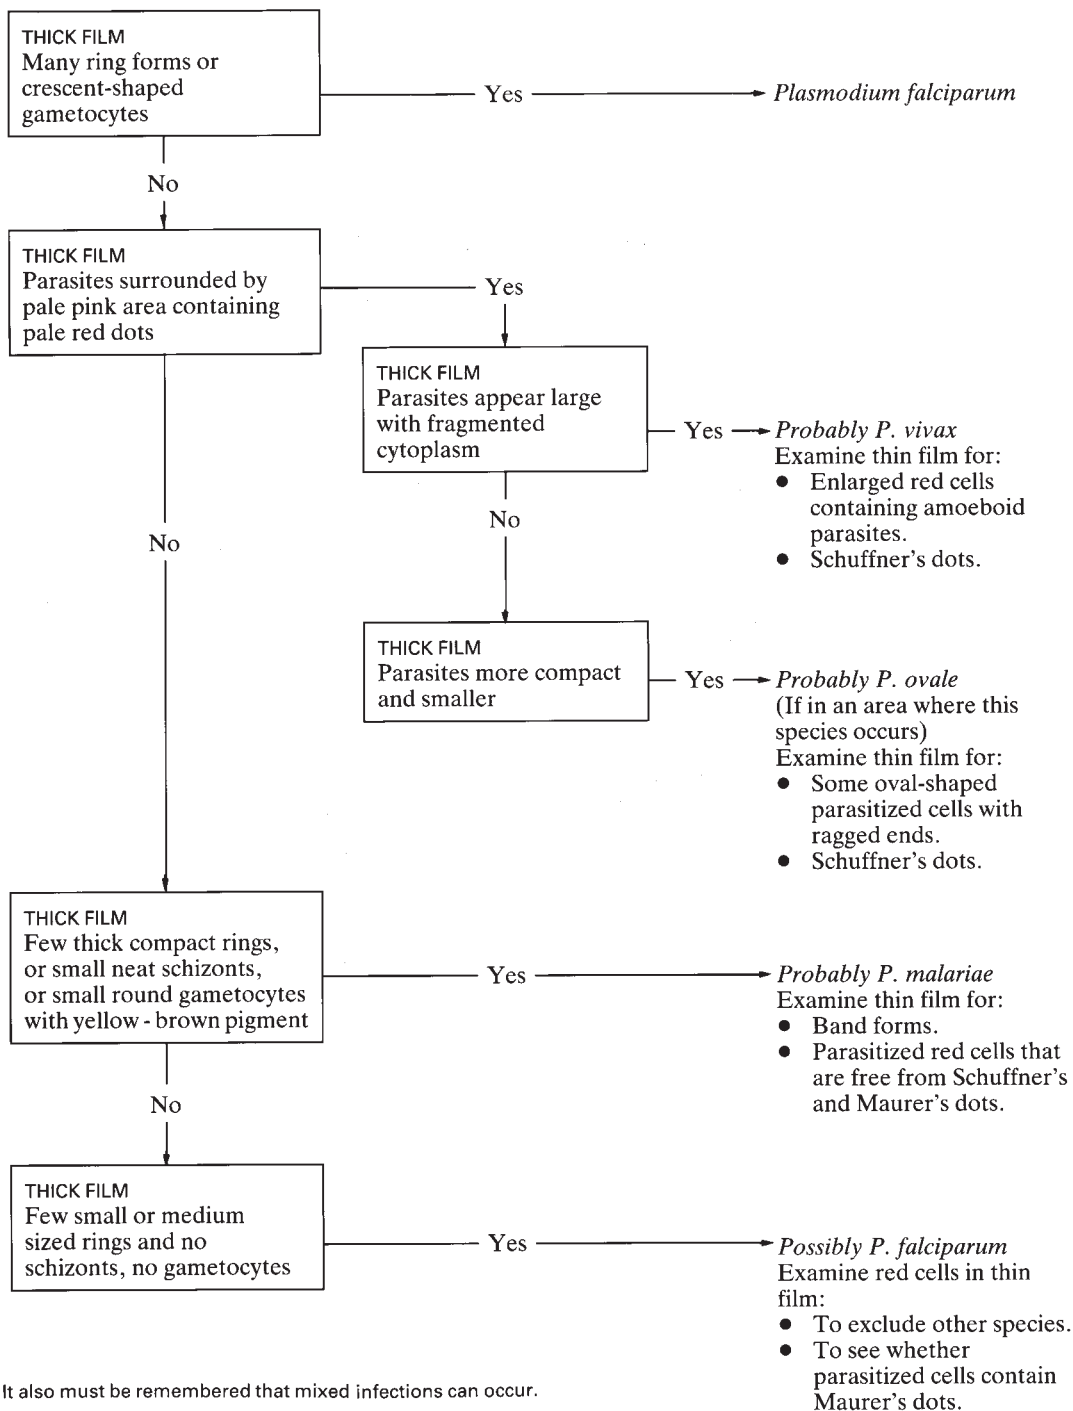 THICK FILM
Many ring forms or
crescent-shaped
gametocytes
Yes
Plasmodium falciparum
No
THICK FILM
Parasites surrounded by
pale pink area containing
pale red dots
Yes
THICK FILM
Parasites appear large
with fragmented
cytoplasm
Yes
Probably P. vivax
Examine thin film for:
● Enlarged red cells
containing amoeboid
parasites.
● Schuffner's dots.
No
No
THICK FILM
Parasites more compact
and smaller
Yes
Probably P. ovale
(If in an area where this
species occurs)
Examine thin film for:
● Some oval-shaped
parasitized cells with
ragged ends.
● Schuffner's dots.
THICK FILM
Few thick compact rings,
or small neat schizonts,
or small round gametocytes
with yellow - brown pigment
Yes
Probably P. malariae
Examine thin film for:
● Band forms.
● Parasitized red cells that
are free from Schuffner's
and Maurer's dots.
No
THICK FILM
Few small or medium
sized rings and no
schizonts, no gametocytes
Yes
Possibly P. falciparum
Examine red cells in thin
film:
● To exclude other species.
● To see whether
parasitized cells contain
Maurer's dots.
It also must be remembered that mixed infections can occur.